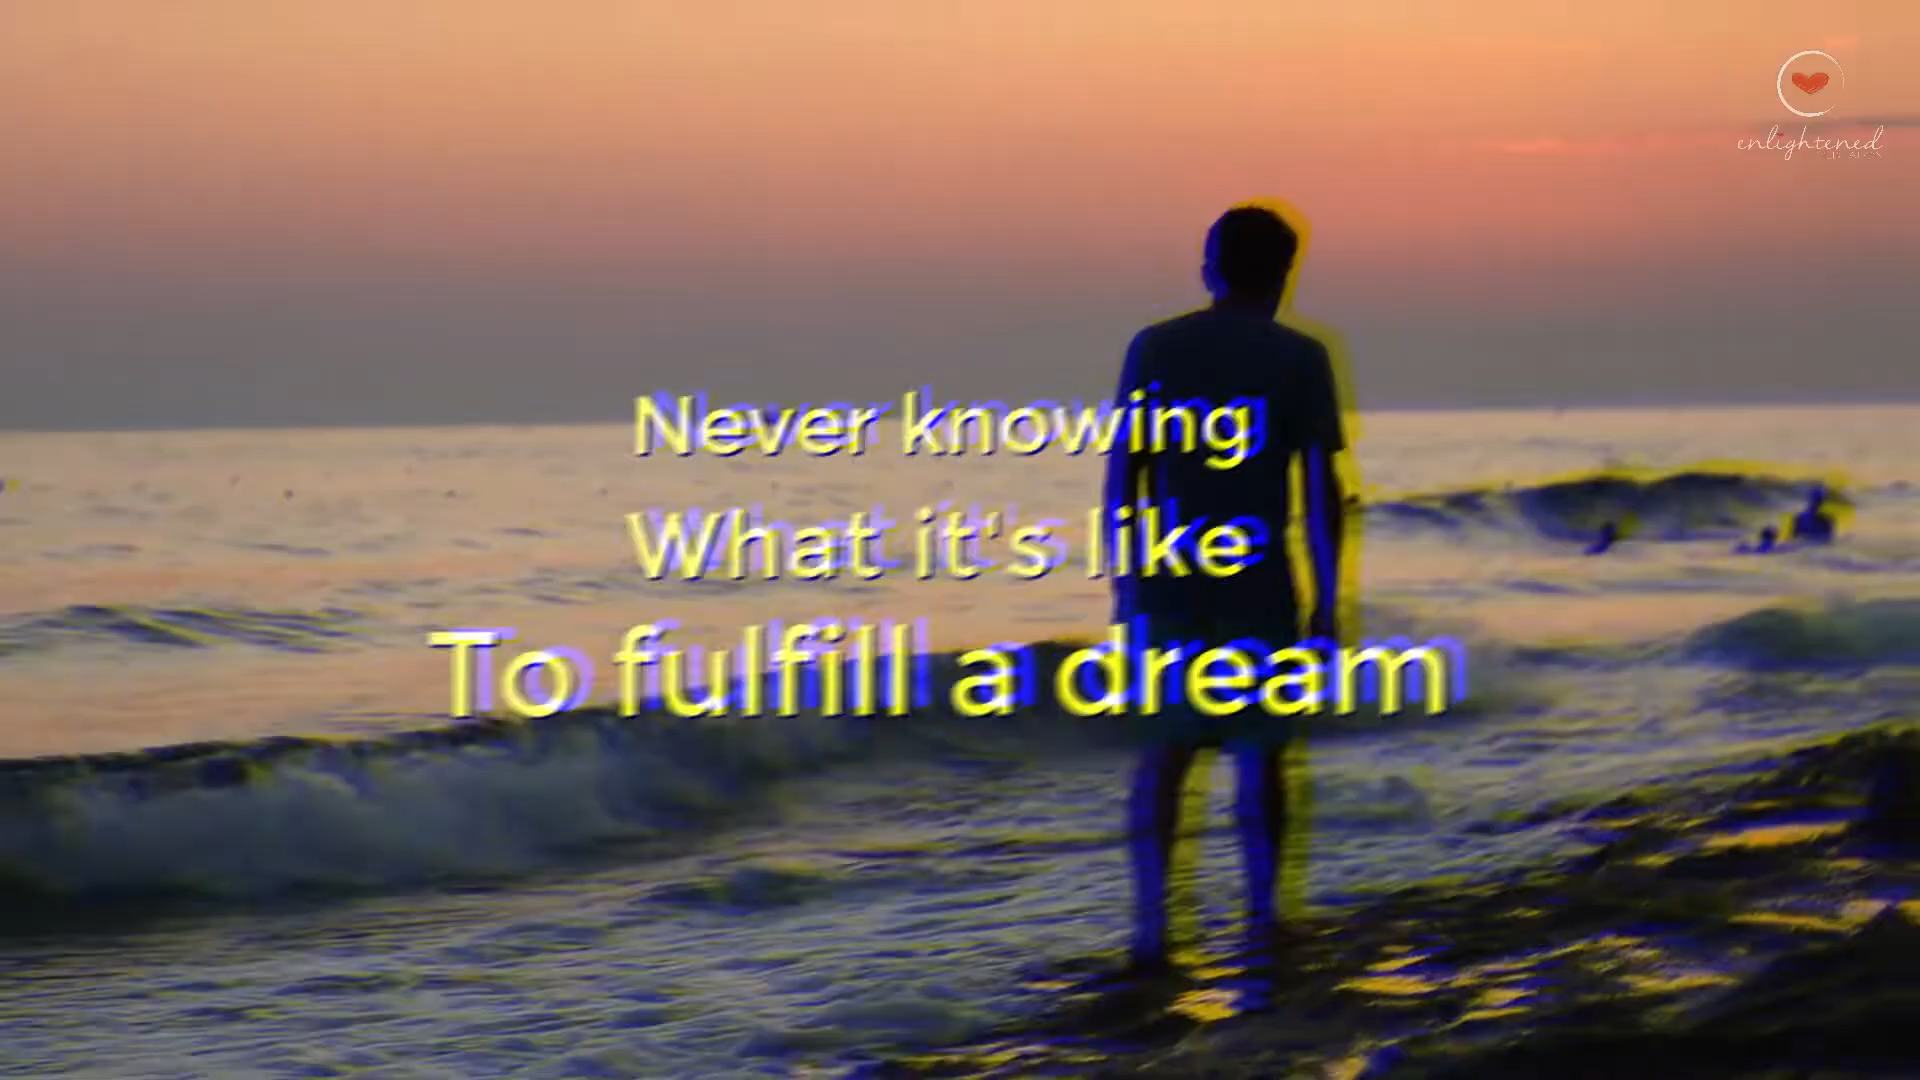 enlightened
Never knowing
What it's like
To fulfill a dream